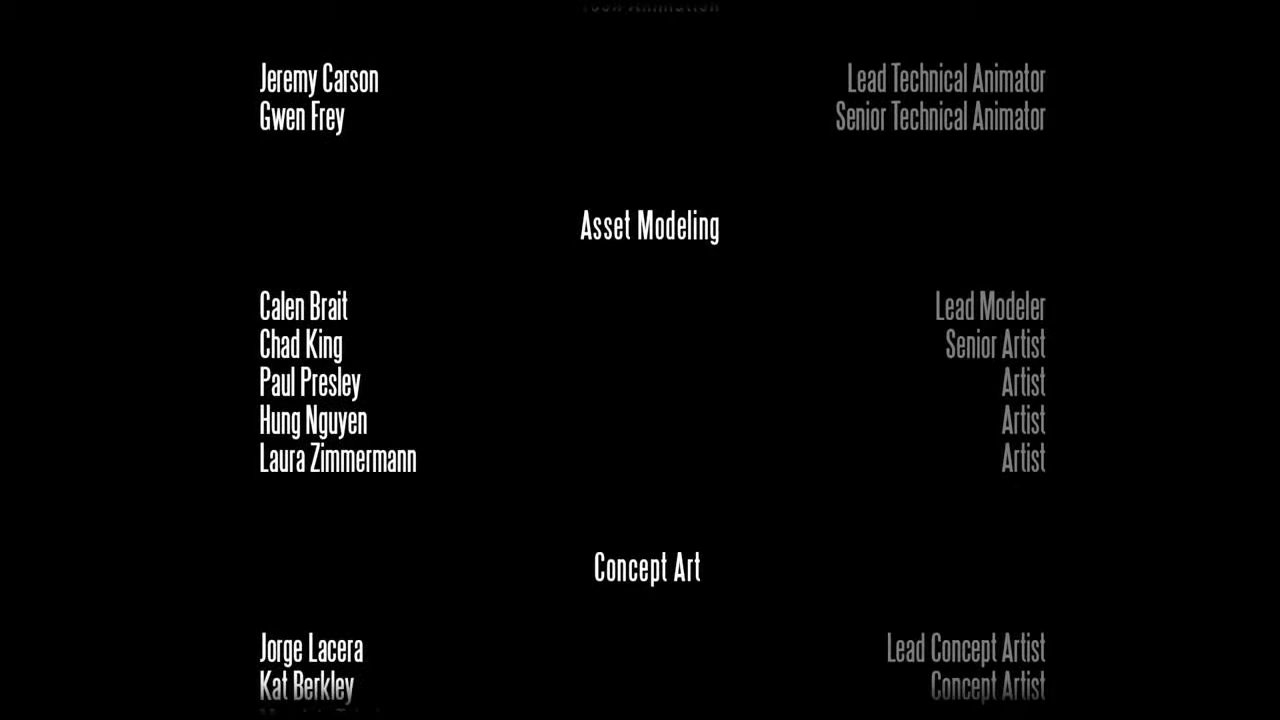 Jeremy Carson Lead Technical Animator
Gwen Frey Senior Technical Animator
Asset Modeling
Calen Brait Lead Modeler
Chad King Senior Artist
Paul Presley Artist
Hung Nguyen Artist
Laura Zimmermann Artist
Concept Art
Jorge Lacera Lead Concept Artist
Kat Berkley Concept Artist